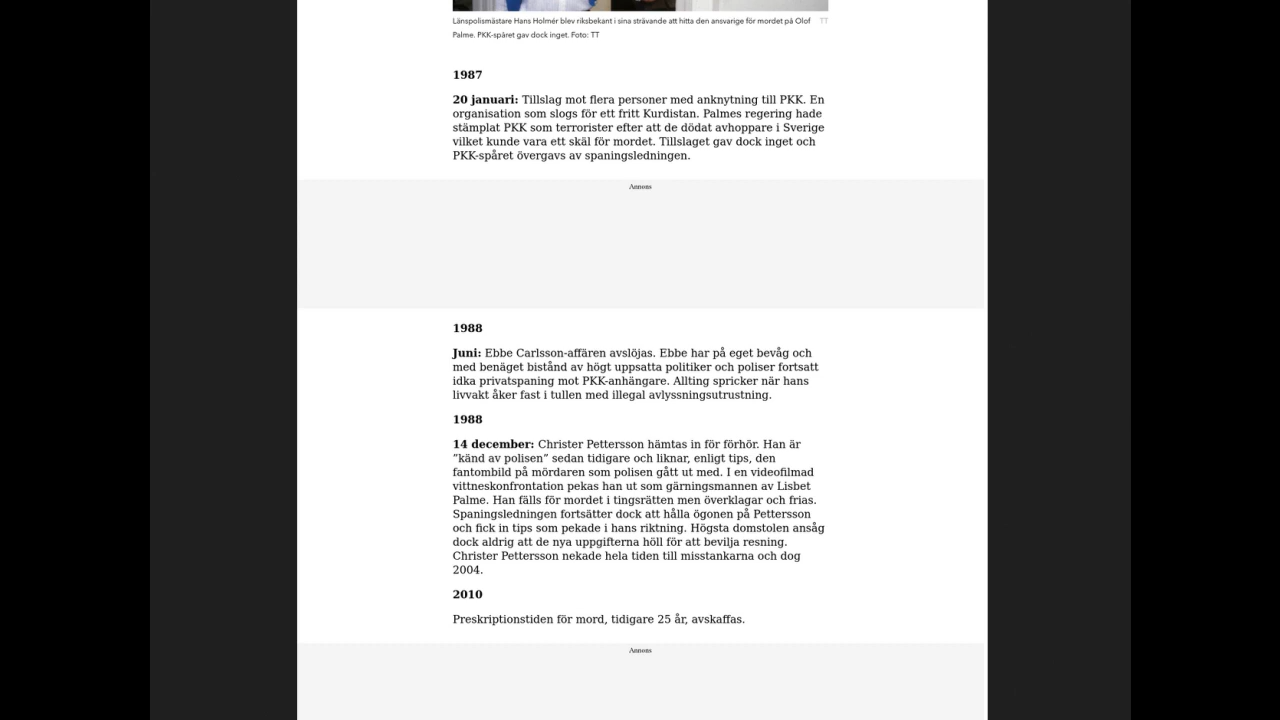 Länspolismästare Hans Holmér blev riksbekant i sina strävande att hitta den ansvarige för mordet på Olof
TT
Palme. PKK-spåret gav dock inget. Foto: TT
1987
20 januari: Tillslag mot flera personer med anknytning till PKK. En
organisation som slogs för ett fritt Kurdistan. Palmes regering hade
stämplat PKK som terrorister efter att de dödat avhoppare i Sverige
vilket kunde vara ett skäl för mordet. Tillslaget gav dock inget och
PKK-spåret övergavs av spaningsledningen.
Annons
1988
Juni: Ebbe Carlsson-affären avslöjas. Ebbe har på eget bevåg och
med benäget bistånd av högt uppsatta politiker och poliser fortsatt
idka privatspaning mot PKK-anhängare. Allting spricker när hans
livvakt åker fast i tullen med illegal avlyssningsutrustning.
1988
14 december: Christer Pettersson hämtas in för förhör. Han är
”känd av polisen” sedan tidigare och liknar, enligt tips, den
fantombild på mördaren som polisen gått ut med. I en videofilmad
vittneskonfrontation pekas han ut som gärningsmannen av Lisbet
Palme. Han fälls för mordet i tingsrätten men överklagar och frias.
Spaningsledningen fortsätter dock att hålla ögonen på Pettersson
och fick in tips som pekade i hans riktning. Högsta domstolen ansåg
dock aldrig att de nya uppgifterna höll för att bevilja resning.
Christer Pettersson nekade hela tiden till misstankarna och dog
2004.
2010
Preskriptionstiden för mord, tidigare 25 år, avskaffas.
Annons